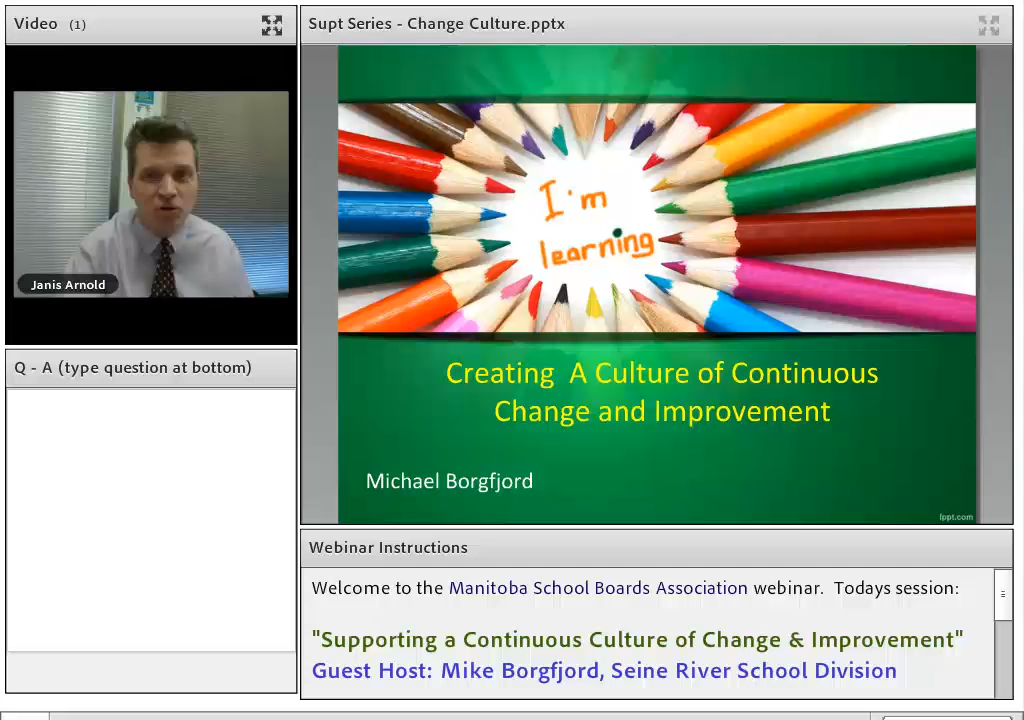 Video (1)
Janis Arnold
Q - A (type question at bottom)
Supt Series - Change Culture.pptx
I'm
learning
Creating A Culture of Continuous
Change and Improvement
Michael Borgfjord
fppt.com
Webinar Instructions
Welcome to the Manitoba School Boards Association webinar. Todays session:
"Supporting a Continuous Culture of Change & Improvement"
Guest Host: Mike Borgfjord, Seine River School Division